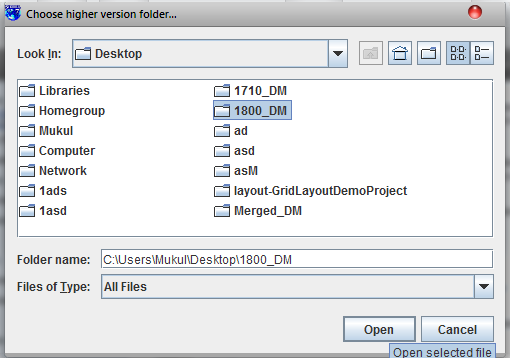 Choose higher version folder...
Look In: Desktop
Libraries 1710_DM
Homegroup 1800_DM
Mukul ad
Computer asd
Network asM
1ads layout-GridLayoutDemoProject
1asd Merged_DM
Folder name: C:\Users\Mukul\Desktop\1800_DM
Files of Type: All Files
Open Cancel
Open selected file